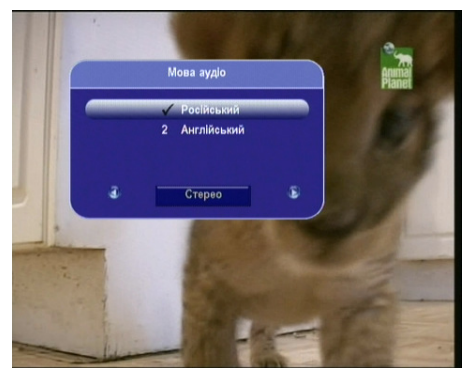 Animal
Planet
Мова аудіо
Російський
2 Англійський
Стерео